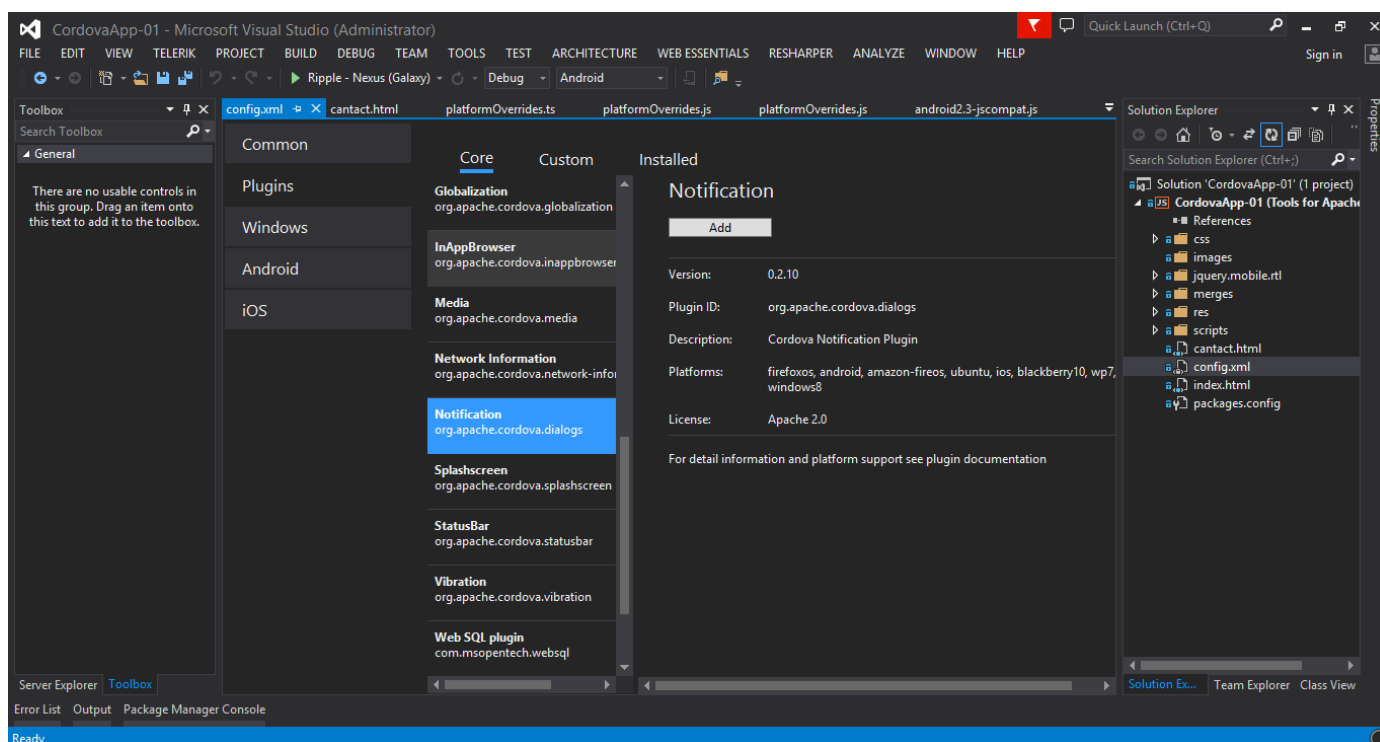 CordovaApp-01 - Microsoft Visual Studio (Administrator)
Quick Launch (Ctrl+Q)
FILE EDIT VIEW TELERIK PROJECT BUILD DEBUG TEAM TOOLS TEST ARCHITECTURE WEB ESSENTIALS RESHARPER ANALYZE WINDOW HELP
Sign in
Ripple - Nexus (Galaxy) Debug Android
Toolbox
Search Toolbox
General
There are no usable controls in
this group. Drag an item onto
this text to add it to the toolbox.
Server Explorer Toolbox
config.xml cantact.html platformOverrides.ts platformOverrides.js platformOverrides.js android2.3-jscompat.js
Common
Plugins
Windows
Android
iOS
Core Custom Installed
Globalization
org.apache.cordova.globalization
InAppBrowser
org.apache.cordova.inappbrowser
Media
org.apache.cordova.media
Network Information
org.apache.cordova.network-infor
Notification
org.apache.cordova.dialogs
Splashscreen
org.apache.cordova.splashscreen
StatusBar
org.apache.cordova.statusbar
Vibration
org.apache.cordova.vibration
Web SQL plugin
com.msopentech.websql
Notification
Add
Version: 0.2.10
Plugin ID: org.apache.cordova.dialogs
Description: Cordova Notification Plugin
Platforms: firefoxos, android, amazon-fireos, ubuntu, ios, blackberry10, wp7,
windows8
License: Apache 2.0
For detail information and platform support see plugin documentation
Solution Explorer
Search Solution Explorer (Ctrl+;)
Solution 'CordovaApp-01' (1 project)
JS CordovaApp-01 (Tools for Apache
References
css
images
jquery.mobile.rtl
merges
res
scripts
cantact.html
config.xml
index.html
packages.config
Solution Ex... Team Explorer Class View
Properties
Error List Output Package Manager Console
Ready